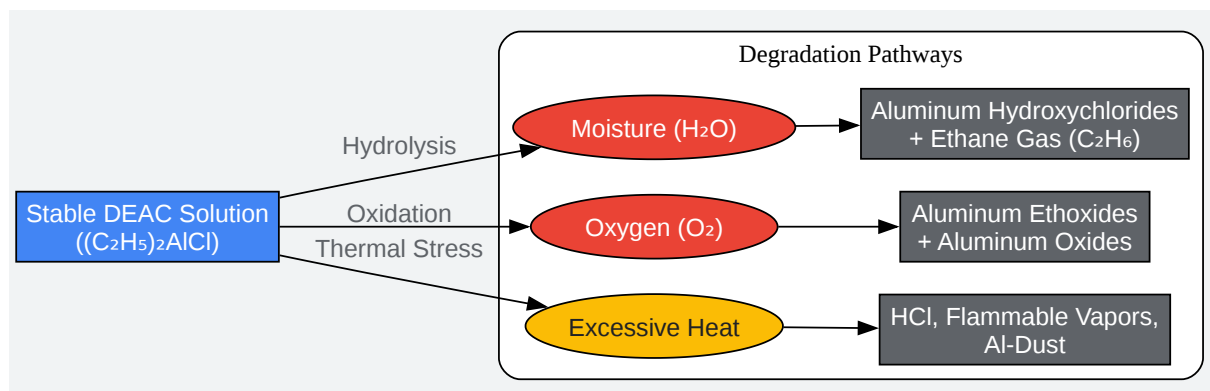 Degradation Pathways
Hydrolysis
Moisture (H₂O)
Aluminum Hydroxychlorides
+ Ethane Gas (C₂H₆)
Stable DEAC Solution
((C₂H₅)₂AlCl)
Oxidation
Oxygen (O₂)
Aluminum Ethoxides
+ Aluminum Oxides
Thermal Stress
Excessive Heat
HCl, Flammable Vapors,
Al-Dust